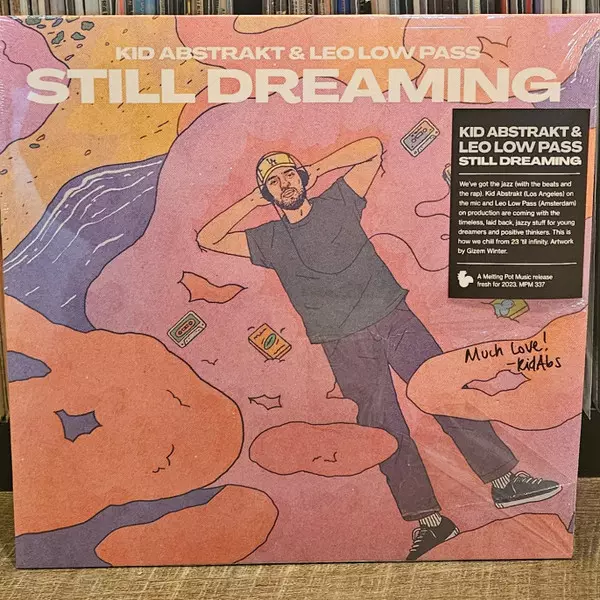 KID ABSTRAKT & LEO LOW PASS
STILL DREAMING
KID ABSTRAKT &
LEO LOW PASS
STILL DREAMING
We've got the jazz (with the beats and
the rap). Kid Abstrakt (Los Angeles) on
the mic and Leo Low Pass (Amsterdam)
on production are coming with the
timeless, laid back, jazzy stuff for young
dreamers and positive thinkers. This is
how we chill from 23 'til infinity. Artwork
by Gizem Winter.
A Melting Pot Music release
fresh for 2023. MPM 337
Much Love!
-KidAbs